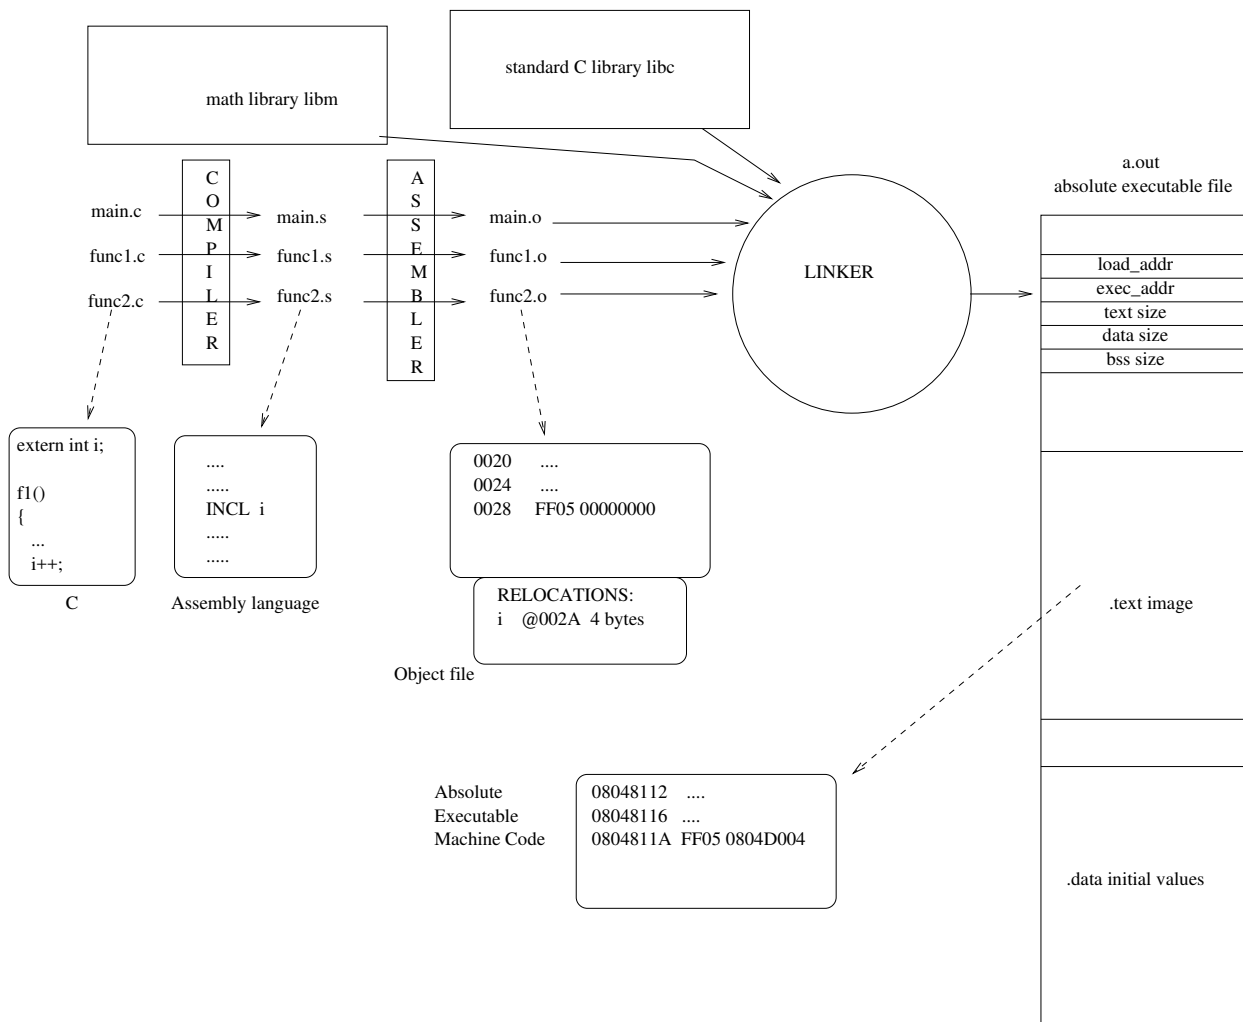 standard C library libc
math library libm
a.out
absolute executable file
COMPILER
ASSEMBLER
main.c
main.s
main.o
func1.c
func1.s
func1.o
func2.c
func2.s
func2.o
LINKER
load_addr
exec_addr
text size
data size
bss size
extern int i;
f1()
{
...
i++;
C
....
.....
INCL i
.....
.....
Assembly language
0020 ....
0024 ....
0028 FF05 00000000
RELOCATIONS:
i @002A 4 bytes
Object file
.text image
Absolute
Executable
Machine Code
08048112 ....
08048116 ....
0804811A FF05 0804D004
.data initial values